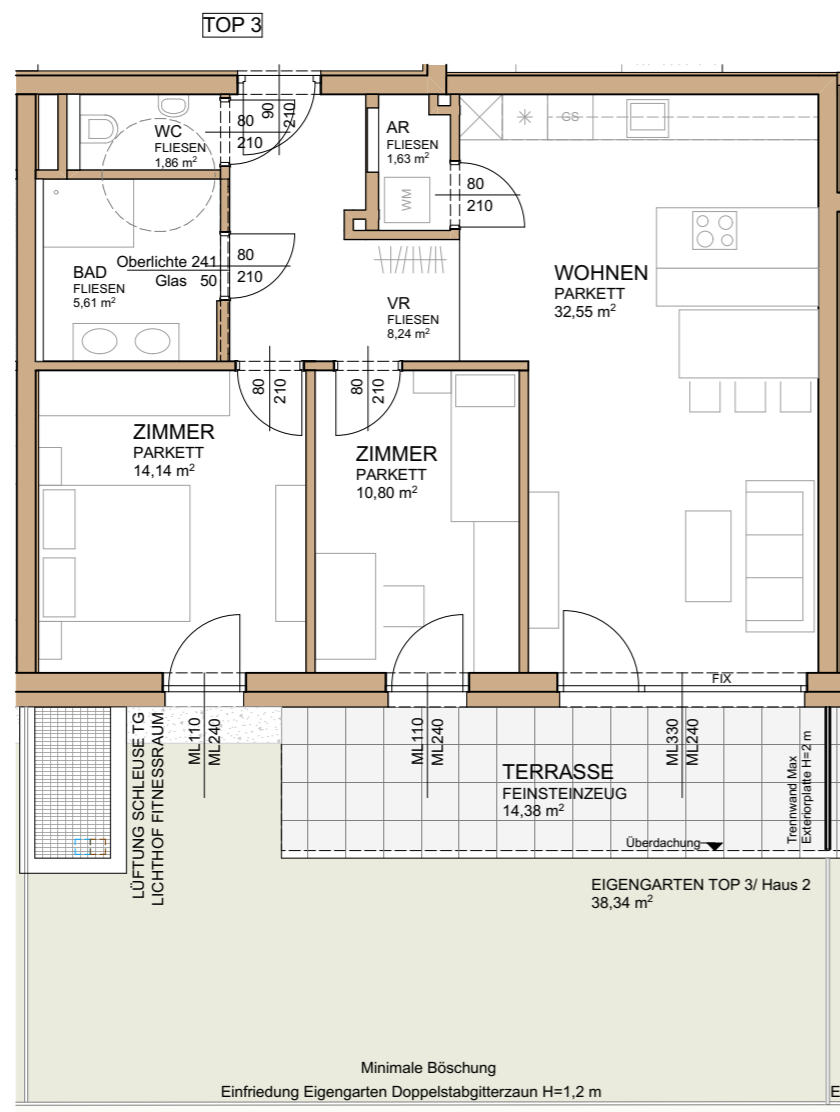 TOP 3
WC
FLIESEN
1,86 m²
80
210
90
210
AR
FLIESEN
1,63 m²
WM
80
210
GS
BAD
FLIESEN
5,61 m²
Oberlichte 241
Glas 50
80
210
VR
FLIESEN
8,24 m²
WOHNEN
PARKETT
32,55 m²
80
210
80
210
ZIMMER
PARKETT
14,14 m²
ZIMMER
PARKETT
10,80 m²
FIX
LÜFTUNG SCHLEUSE TG
LICHTHOF FITNESSRAUM
ML110
ML240
ML110
ML240
ML330
ML240
TERRASSE
FEINSTEINZEUG
14,38 m²
Trennwand Max
Exteriorplatte H=2 m
Überdachung
EIGENGARTEN TOP 3/ Haus 2
38,34 m²
Minimale Böschung
Einfriedung Eigengarten Doppelstabgitterzaun H=1,2 m
E